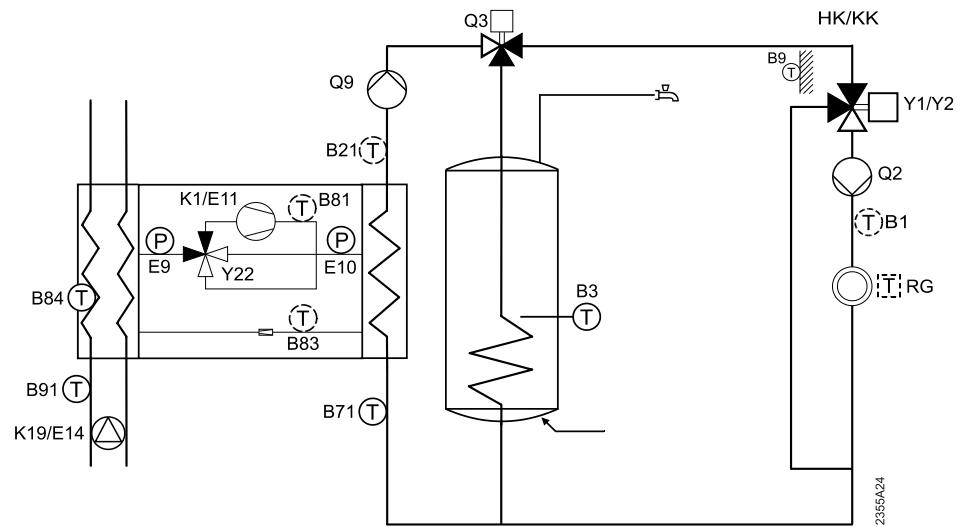 Q3
HK/KK
B9
T
Q9
Y1/Y2
B21 T
Q2
K1/E11
T B81
T B1
P
P
E9
Y22
E10
B84 T
B3
T
T RG
T
B83
B91 T
B71 T
K19/E14
2355A24